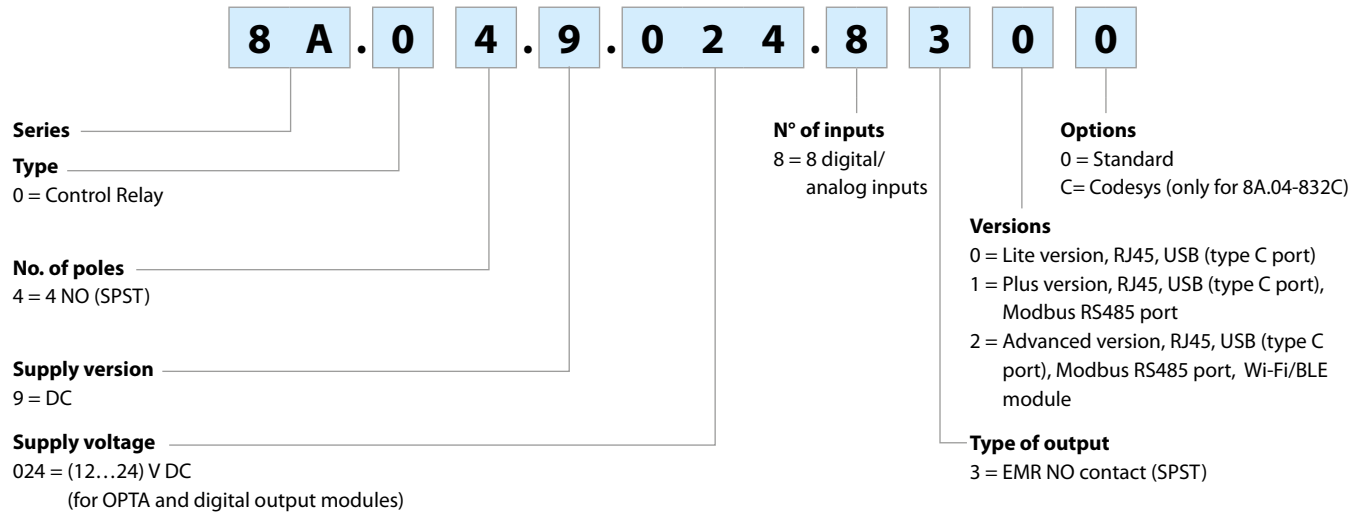 8 A . 0 4 . 9 . 0 2 4 . 8 3 0 0
Series
Type
0 = Control Relay
No. of poles
4 = 4 NO (SPST)
Supply version
9 = DC
Supply voltage
024 = (12…24) V DC
(for OPTA and digital output modules)
N° of inputs
8 = 8 digital/
analog inputs
Options
0 = Standard
C= Codesys (only for 8A.04-832C)
Versions
0 = Lite version, RJ45, USB (type C port)
1 = Plus version, RJ45, USB (type C port),
Modbus RS485 port
2 = Advanced version, RJ45, USB (type C
port), Modbus RS485 port, Wi-Fi/BLE
module
Type of output
3 = EMR NO contact (SPST)